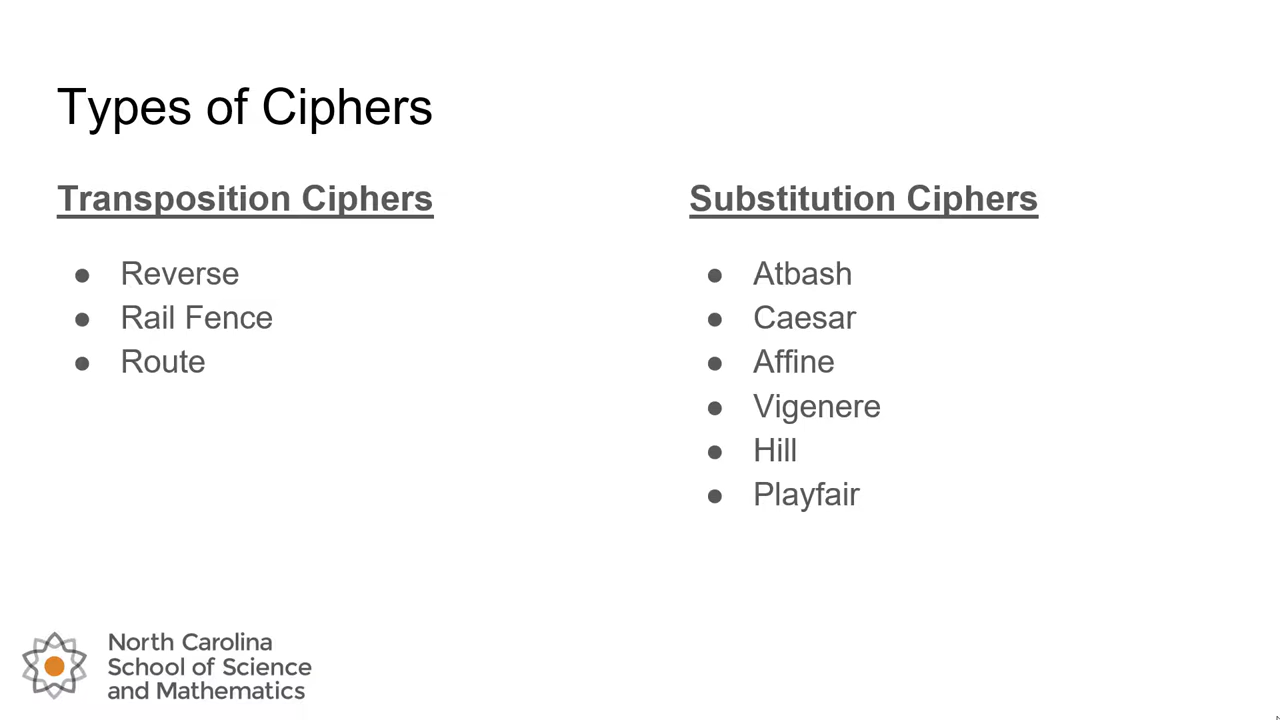 Types of Ciphers
Transposition Ciphers
● Reverse
● Rail Fence
● Route
Substitution Ciphers
● Atbash
● Caesar
● Affine
● Vigenere
● Hill
● Playfair
North Carolina
School of Science
and Mathematics